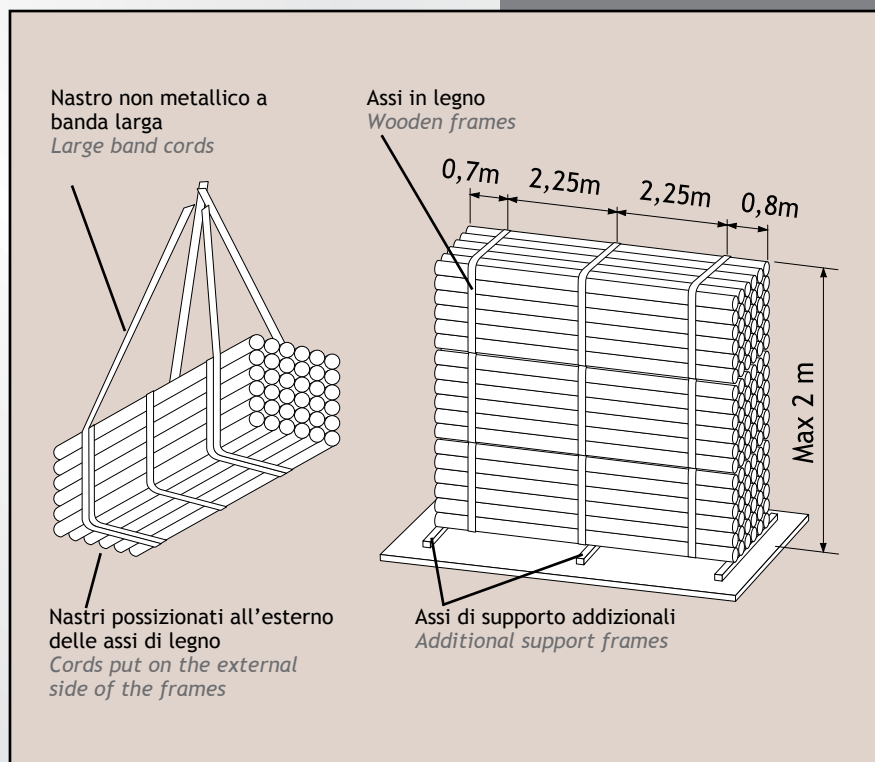 Nastro non metallico a
banda larga
Large band cords
Assi in legno
Wooden frames
0,7m
2,25m
2,25m
0,8m
Max 2 m
Nastri possizionati all'esterno
delle assi di legno
Cords put on the external
side of the frames
Assi di supporto addizionali
Additional support frames